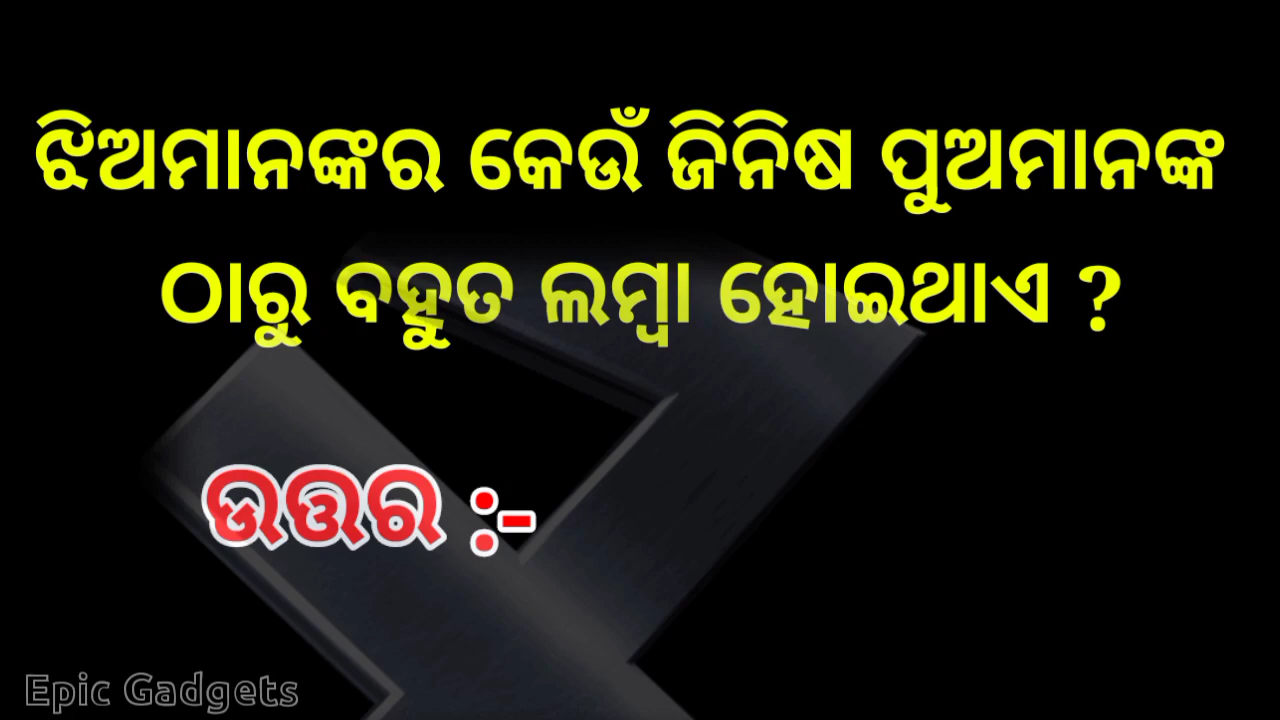 ଝିଅମାନଙ୍କର କେଉଁ ଜିନିଷ ପୁଅମାନଙ୍କ
ଠାରୁ ବହୁତ ଲମ୍ବା ହୋଇଥାଏ ?
ଉତ୍ତର :-
Epic Gadgets